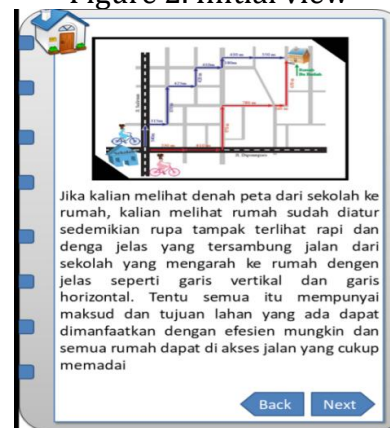 Figure 2. Initial view
Jika kalian melihat denah peta dari sekolah ke
rumah, kalian melihat rumah sudah diatur
sedemikian rupa tampak terlihat rapi dan
denga jelas yang tersambung jalan dari
sekolah yang mengarah ke rumah dengen
jelas seperti garis vertikal dan garis
horizontal. Tentu semua itu mempunyai
maksud dan tujuan lahan yang ada dapat
dimanfaatkan dengan efesien mungkin dan
semua rumah dapat di akses jalan yang cukup
memadai
Back Next